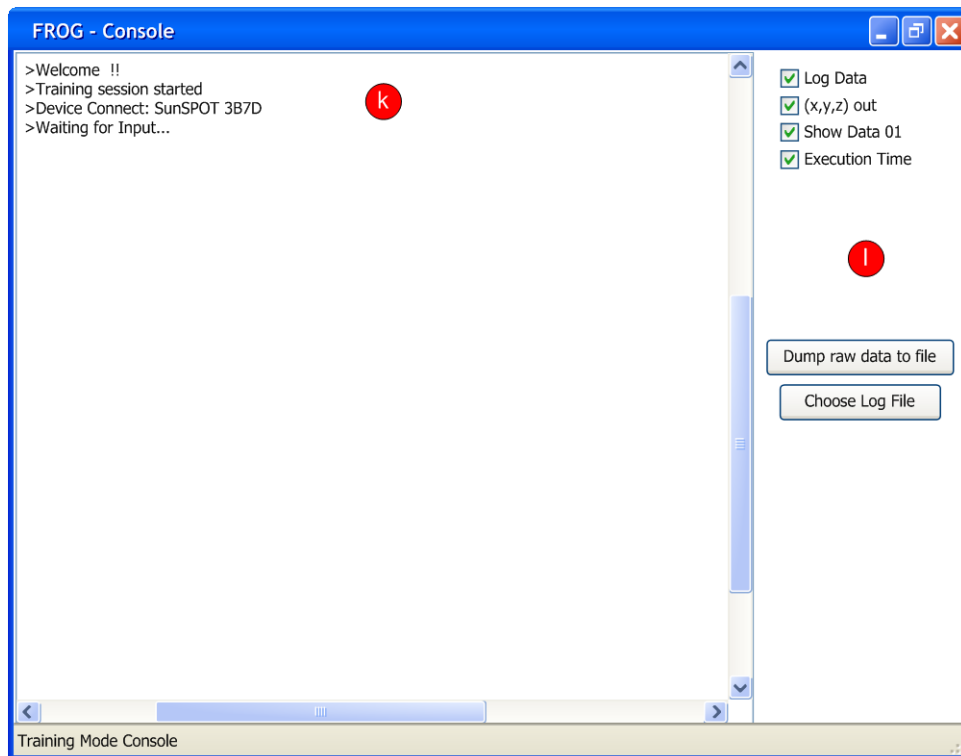 FROG - Console
>Welcome  !!
>Training session started
>Device Connect: SunSPOT 3B7D
>Waiting for Input...
k
Log Data
(x,y,z) out
Show Data 01
Execution Time
l
Dump raw data to file
Choose Log File
Training Mode Console